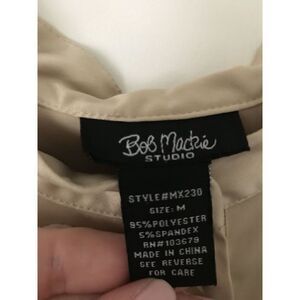 Bob Mackie
STUDIO
STYLE#MX230
SIZE: M
95%POLYESTER
5%SPANDEX
RN#103679
MADE IN CHINA
SEE REVERSE
FOR CARE